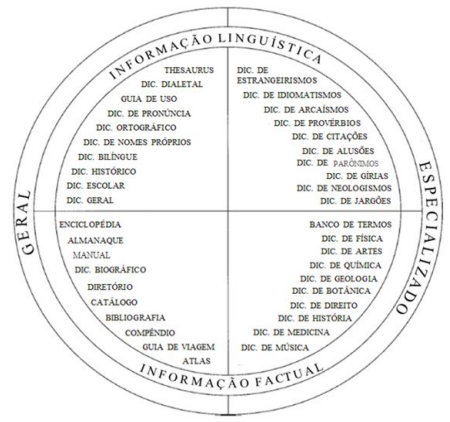 INFORMAÇÃO LINGUÍSTICA
THESAURUS
DIC. DIALETAL
GUIA DE USO
DIC. DE PRONÚNCIA
DIC. ORTOGRÁFICO
DIC. DE NOMES PRÓPRIOS
DIC. BILÍNGUE
DIC. HISTÓRICO
DIC. ESCOLAR
DIC. GERAL
DIC. DE
ESTRANGEIRISMOS
DIC. DE IDIOMATISMOS
DIC. DE ARCAÍSMOS
DIC. DE PROVÉRBIOS
DIC. DE CITAÇÕES
DIC. DE ALUSÕES
DIC. DE PARÔNIMOS
DIC. DE GÍRIAS
DIC. DE NEOLOGISMOS
DIC. DE JARGÕES
GERAL
ESPECIALIZADO
ENCICLOPÉDIA
ALMANAQUE
MANUAL
DIC. BIOGRÁFICO
DIRETÓRIO
CATÁLOGO
BIBLIOGRAFIA
COMPÊNDIO
GUIA DE VIAGEM
ATLAS
BANCO DE TERMOS
DIC. DE FÍSICA
DIC. DE ARTES
DIC. DE QUÍMICA
DIC. DE GEOLOGIA
DIC. DE BOTÂNICA
DIC. DE DIREITO
DIC. DE HISTÓRIA
DIC. DE MEDICINA
DIC. DE MÚSICA
INFORMAÇÃO FACTUAL